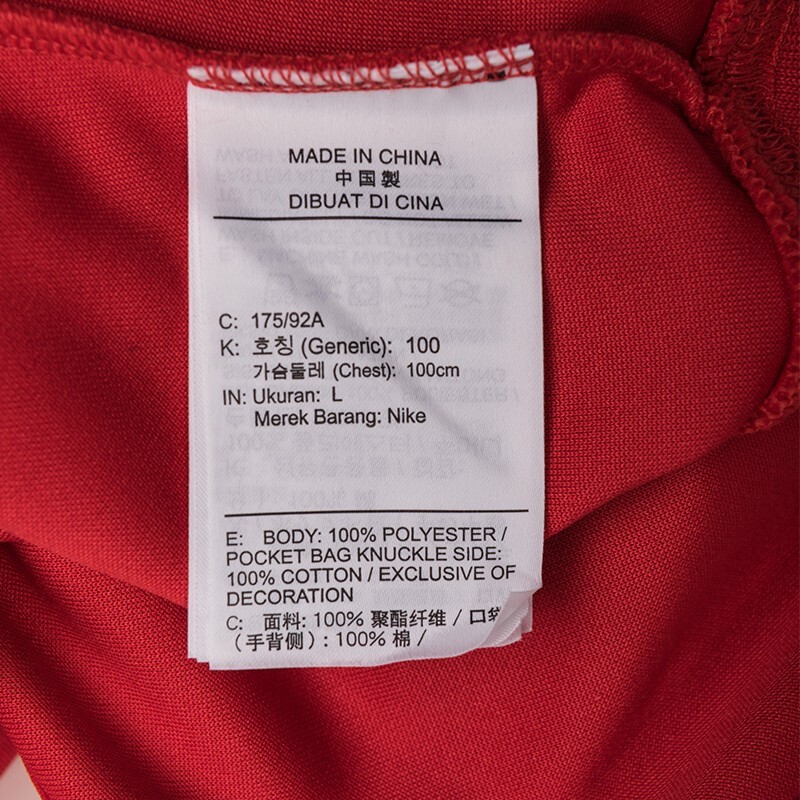 MADE IN CHINA
中国製
DIBUAT DI CINA
C: 175/92A
K: 호칭 (Generic): 100
가슴둘레 (Chest): 100cm
IN: Ukuran: L
Merek Barang: Nike
E: BODY: 100% POLYESTER /
POCKET BAG KNUCKLE SIDE:
100% COTTON / EXCLUSIVE OF
DECORATION
C: 面料: 100% 聚酯纤维 / 口袋
(手背侧): 100% 棉 /